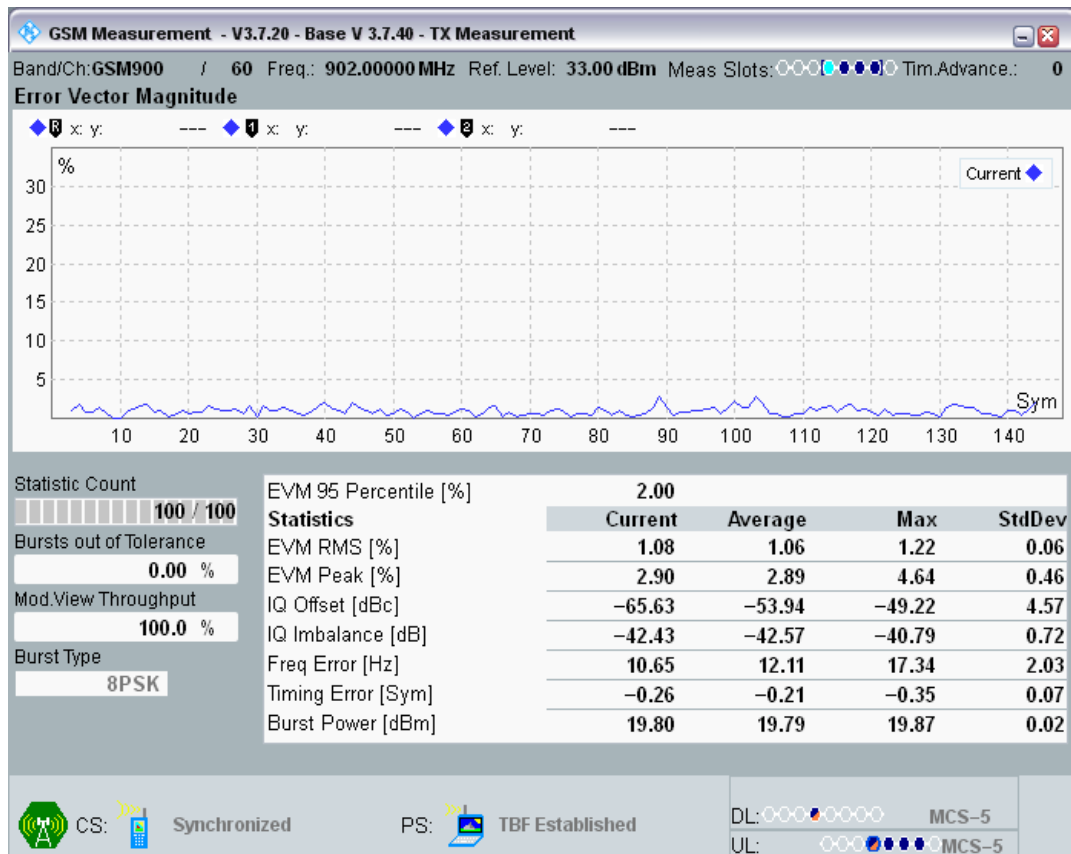 GSM Measurement - V3.7.20 - Base V 3.7.40 - TX Measurement
Band/Ch:GSM900 / 60 Freq.: 902.00000 MHz Ref. Level: 33.00 dBm Meas Slots: Tim.Advance.: 0
Error Vector Magnitude
R x: y: --- 1 x: y: --- 2 x: y: ---
%
Current
30
25
20
15
10
5
Sym
10 20 30 40 50 60 70 80 90 100 110 120 130 140
Statistic Count
100 / 100
Bursts out of Tolerance
0.00 %
Mod.View Throughput
100.0 %
Burst Type
8PSK
EVM 95 Percentile [%] 2.00
Statistics Current Average Max StdDev
EVM RMS [%] 1.08 1.06 1.22 0.06
EVM Peak [%] 2.90 2.89 4.64 0.46
IQ Offset [dBc] −65.63 −53.94 −49.22 4.57
IQ Imbalance [dB] −42.43 −42.57 −40.79 0.72
Freq Error [Hz] 10.65 12.11 17.34 2.03
Timing Error [Sym] −0.26 −0.21 −0.35 0.07
Burst Power [dBm] 19.80 19.79 19.87 0.02
CS: Synchronized PS: TBF Established
DL: MCS−5
UL: MCS−5